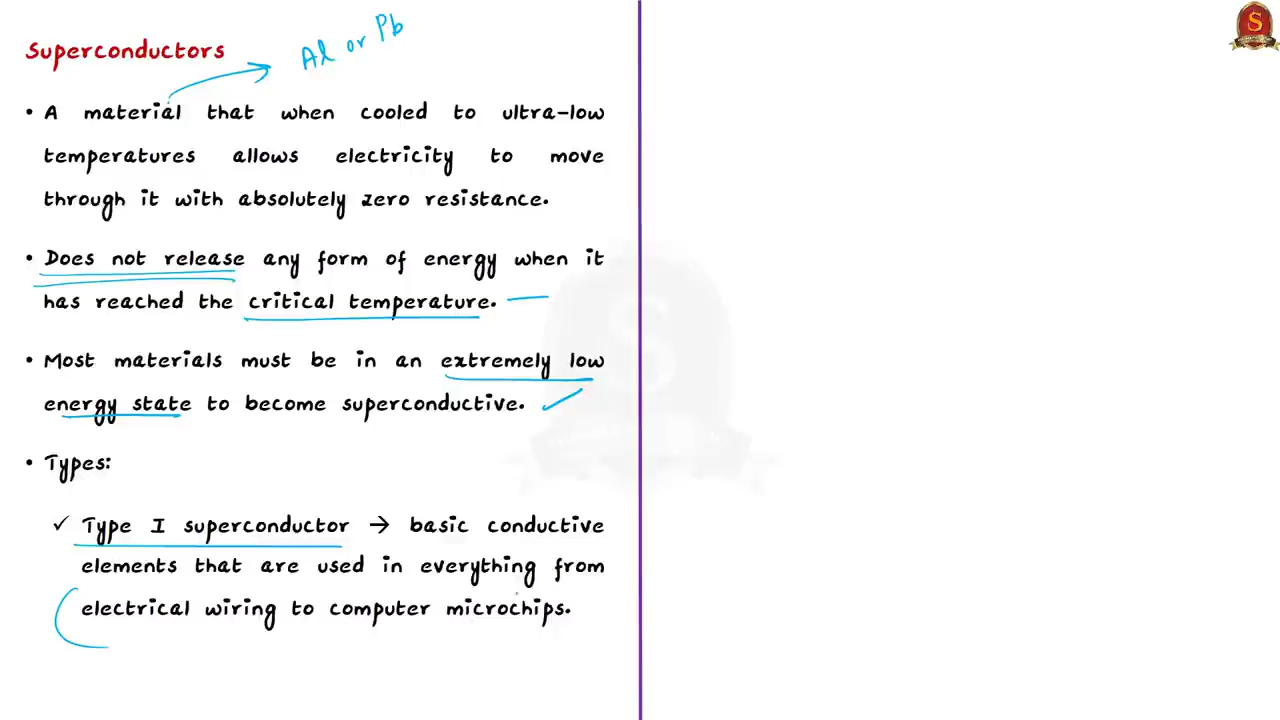 Superconductors
Al or Pb
• A material that when cooled to ultra-low
temperatures allows electricity to move
through it with absolutely zero resistance.
• Does not release any form of energy when it
has reached the critical temperature.
• Most materials must be in an extremely low
energy state to become superconductive.
• Types:
✓ Type I superconductor → basic conductive
elements that are used in everything from
electrical wiring to computer microchips.
S
S